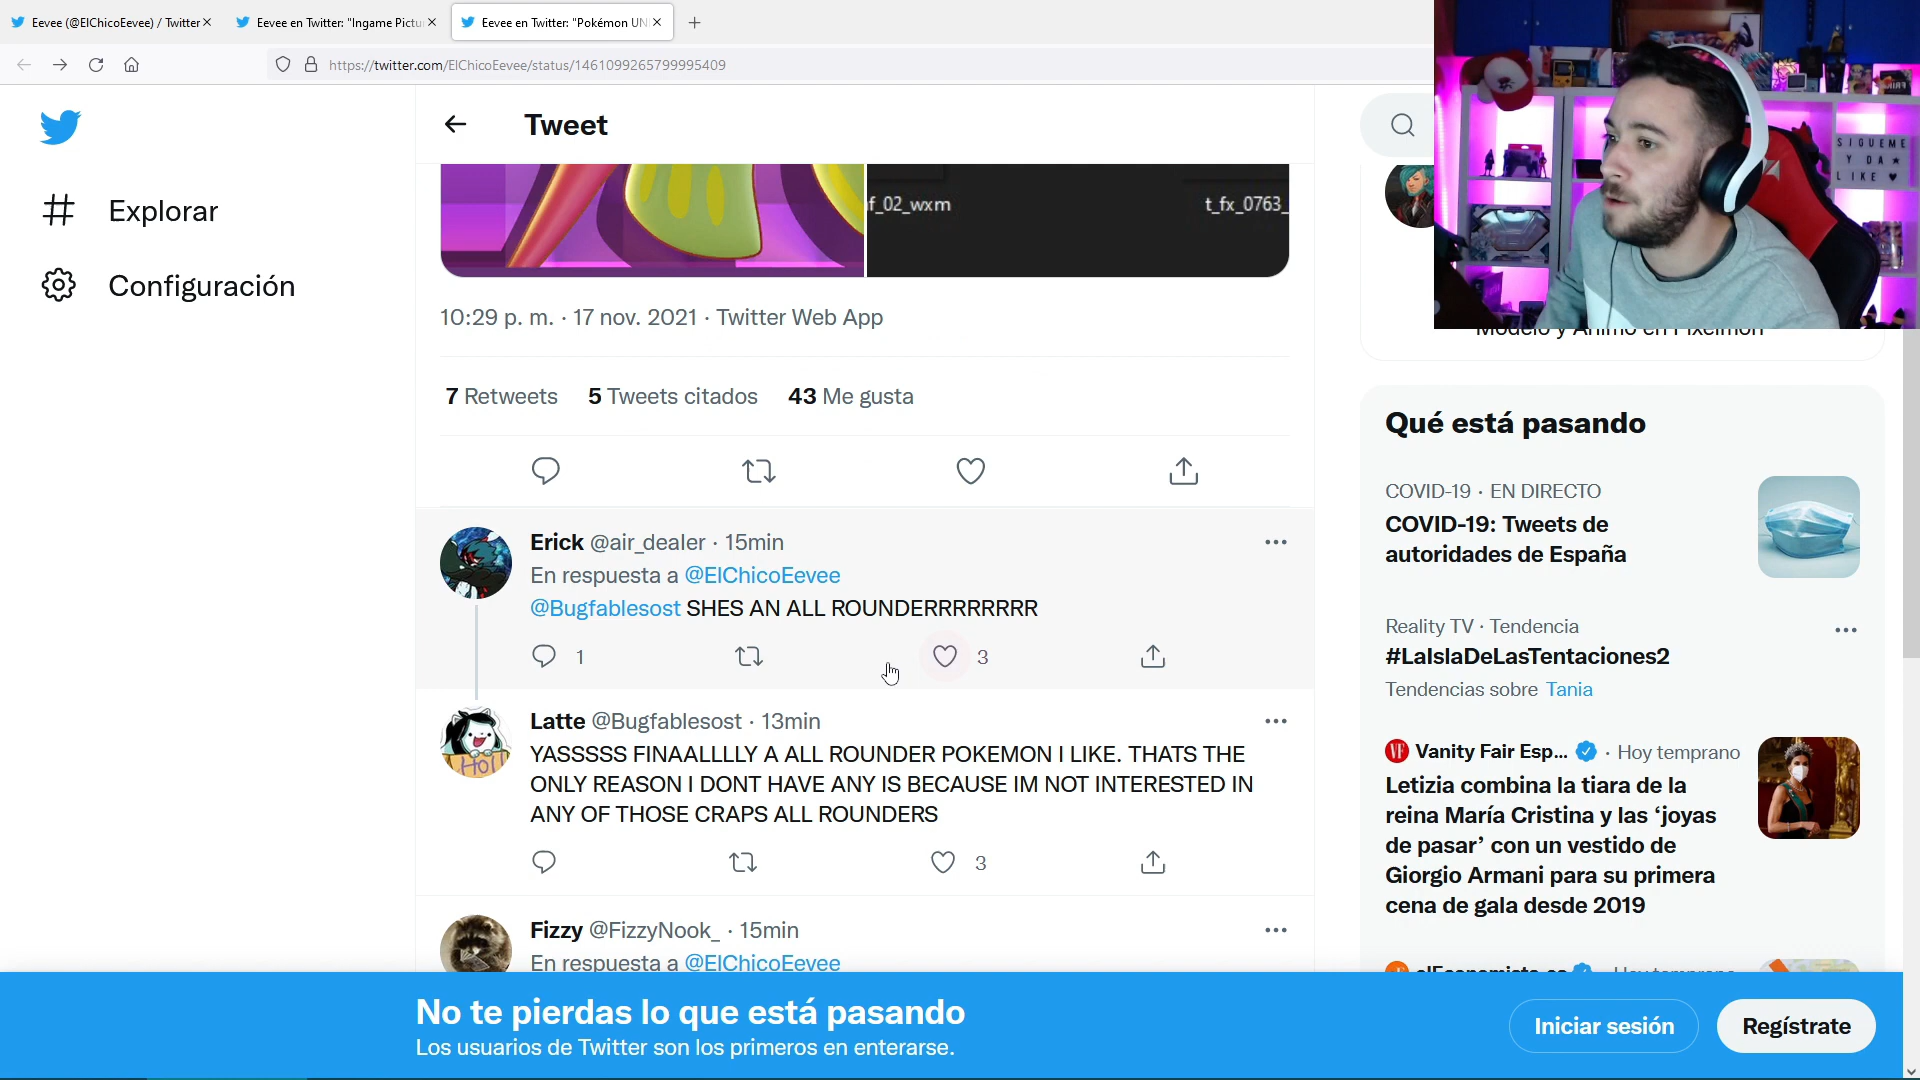 Eevee (@ElChicoEevee) / Twitter
Eevee en Twitter: "Ingame Pictu
Eevee en Twitter: "Pokémon UN
https://twitter.com/ElChicoEevee/status/1461099265799995409
Tweet
Explorar
Configuración
f_02_wxm
t_fx_0763_
SIGUEME
Y DA ★
LIKE ♥
10:29 p. m. · 17 nov. 2021 · Twitter Web App
7 Retweets 5 Tweets citados 43 Me gusta
Erick @air_dealer · 15min
En respuesta a @ElChicoEevee
@Bugfablesost SHES AN ALL ROUNDERRRRRRRR
1
3
Latte @Bugfablesost · 13min
YASSSSS FINAALLLLY A ALL ROUNDER POKEMON I LIKE. THATS THE
ONLY REASON I DONT HAVE ANY IS BECAUSE IM NOT INTERESTED IN
ANY OF THOSE CRAPS ALL ROUNDERS
3
Fizzy @FizzyNook_ · 15min
En respuesta a @ElChicoEevee
Qué está pasando
COVID-19 · EN DIRECTO
COVID-19: Tweets de
autoridades de España
Reality TV · Tendencia
#LaIslaDeLasTentaciones2
Tendencias sobre Tania
VF Vanity Fair Esp... · Hoy temprano
Letizia combina la tiara de la
reina María Cristina y las ‘joyas
de pasar’ con un vestido de
Giorgio Armani para su primera
cena de gala desde 2019
No te pierdas lo que está pasando
Los usuarios de Twitter son los primeros en enterarse.
Iniciar sesión
Regístrate